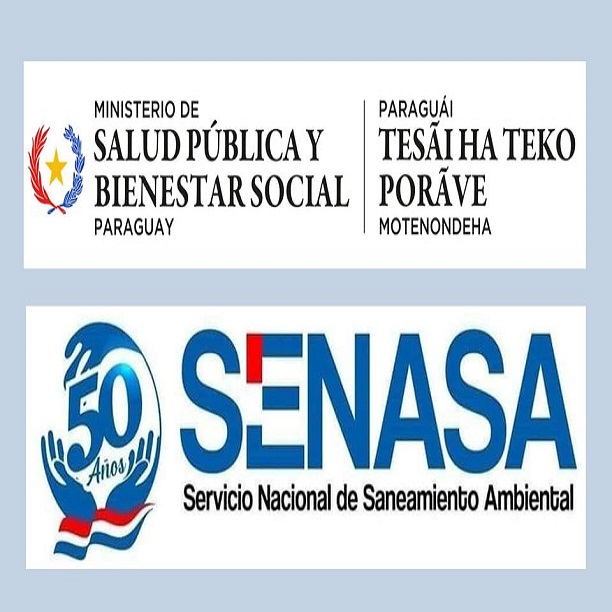 MINISTERIO DE
SALUD PÚBLICA Y
BIENESTAR SOCIAL
PARAGUAY
PARAGUÁI
TESÃI HA TEKO
PORÃVE
MOTENONDEHA
50
Años
SENASA
Servicio Nacional de Saneamiento Ambiental